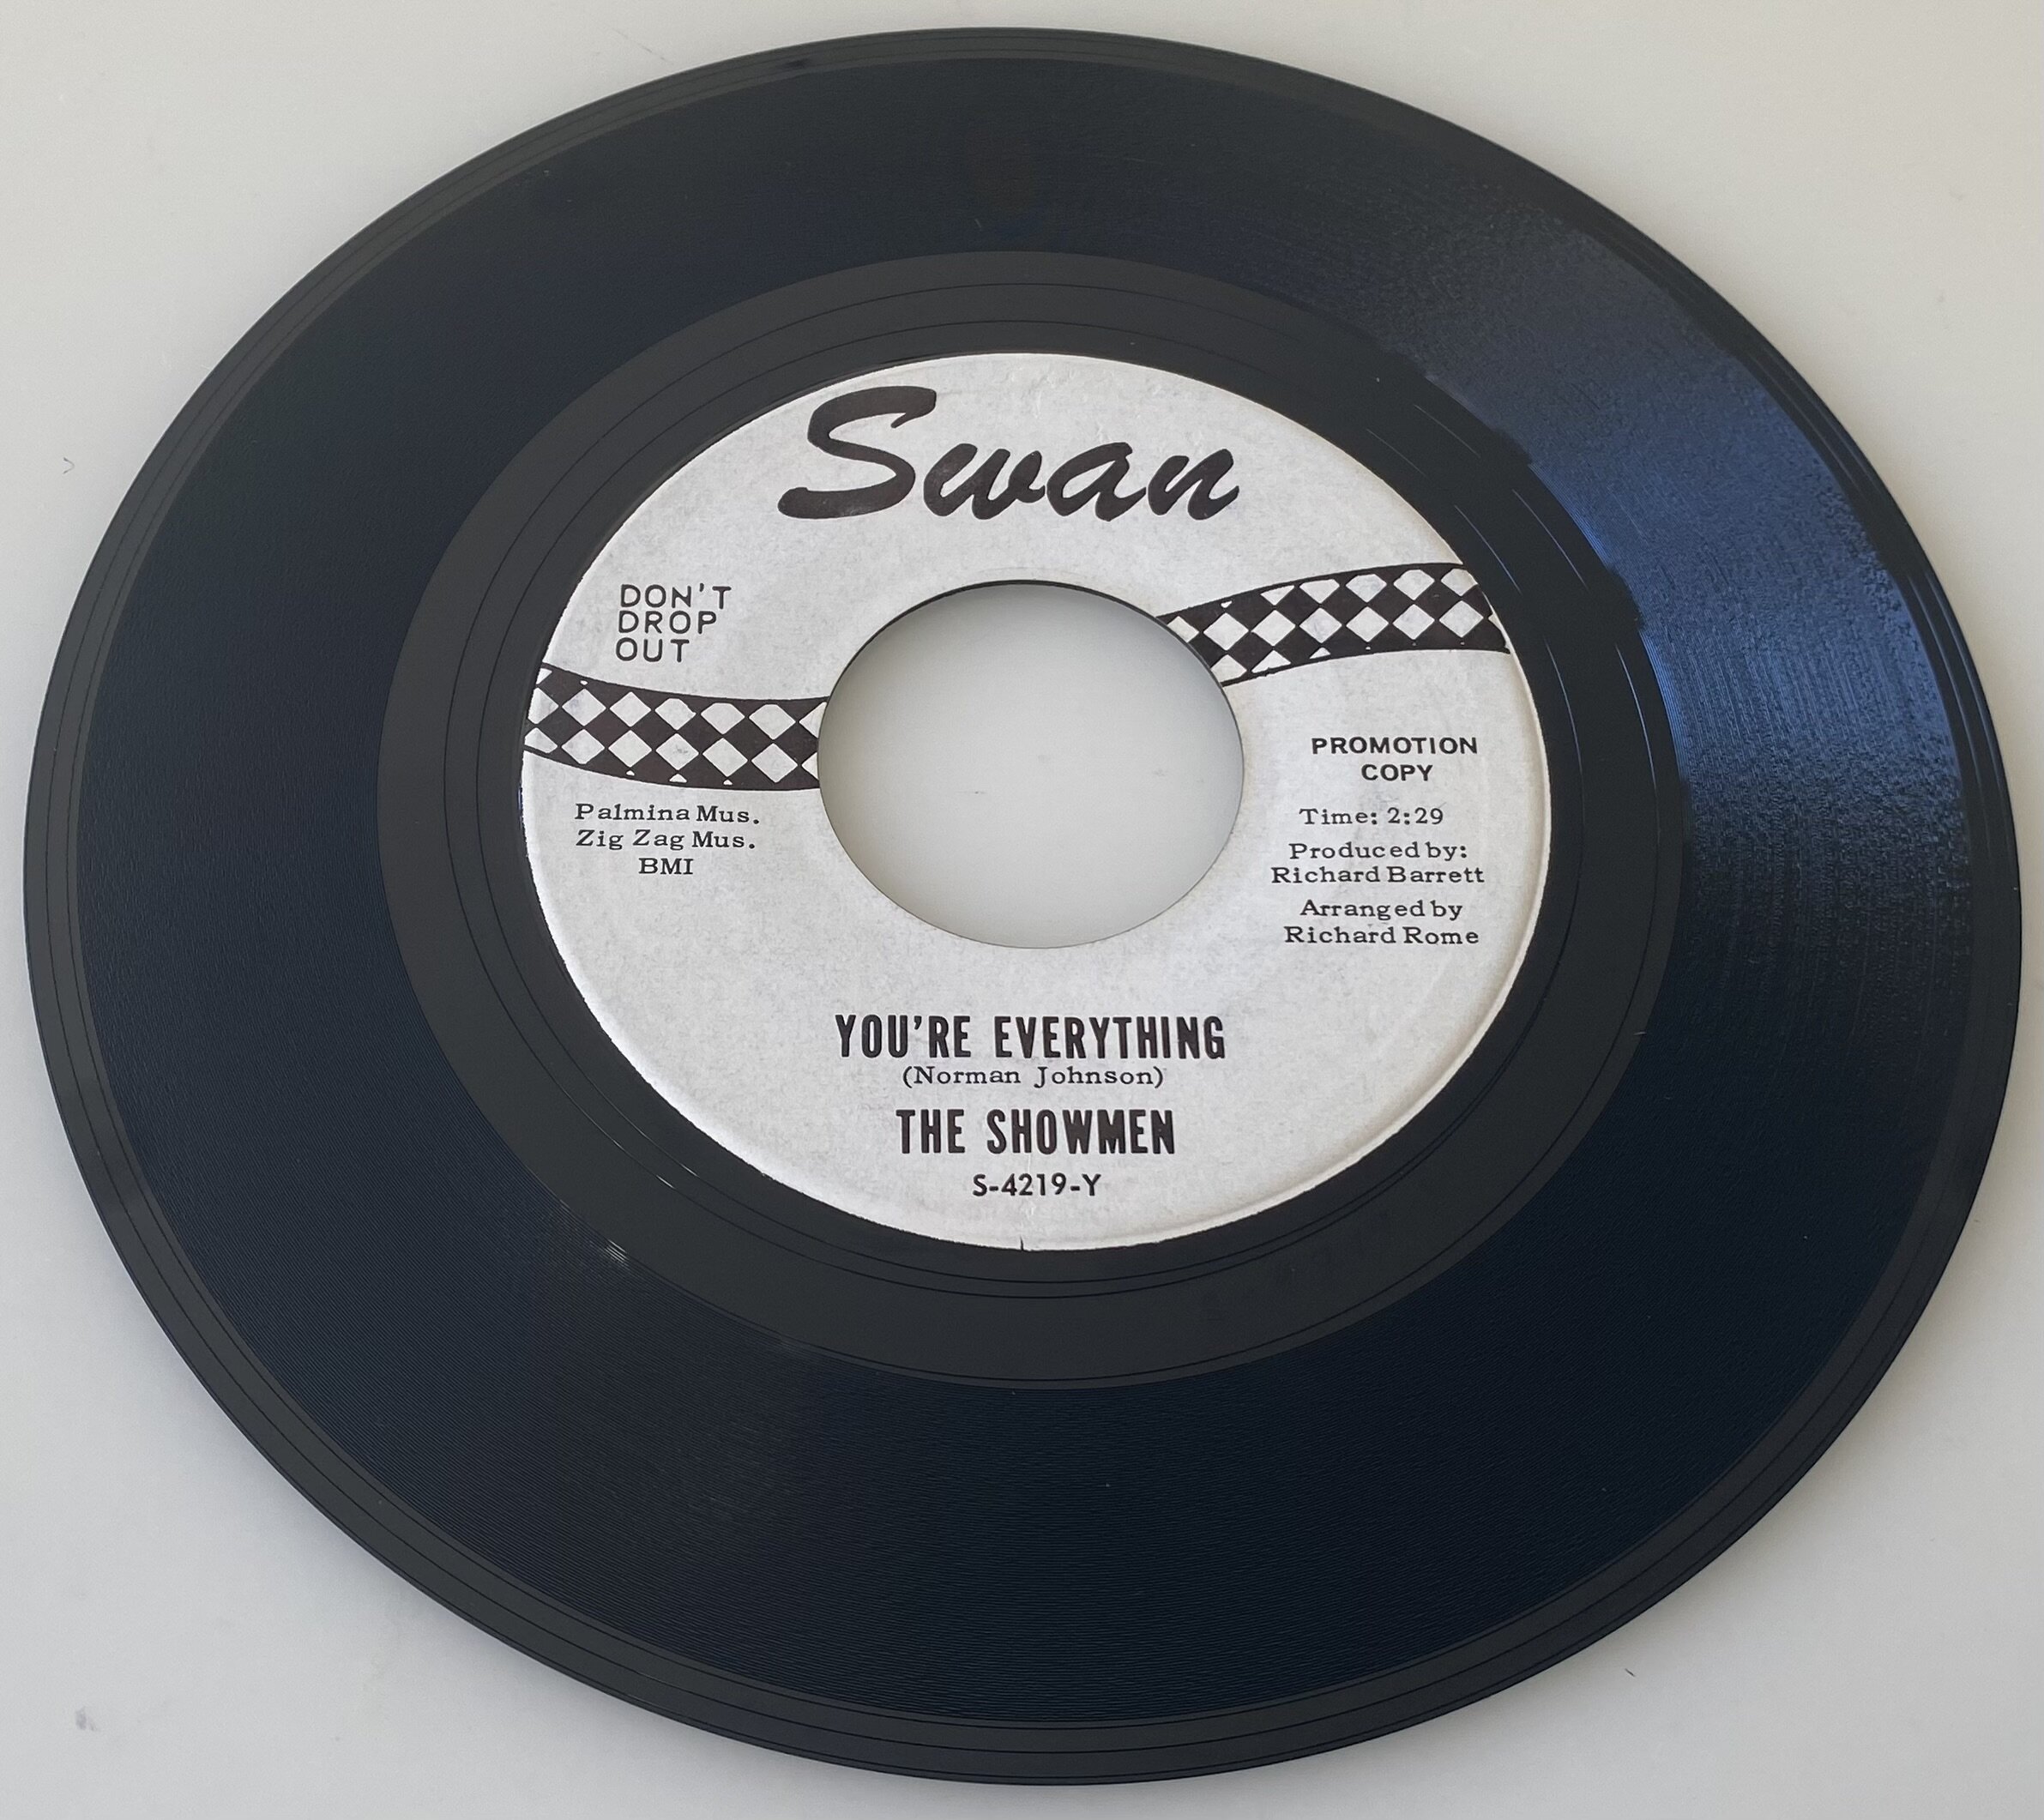 Swan
DON'T
DROP
OUT
PROMOTION
COPY
Palmina Mus.
Zig Zag Mus.
BMI
Time: 2:29
Produced by:
Richard Barrett
Arranged by
Richard Rome
YOU'RE EVERYTHING
(Norman Johnson)
THE SHOWMEN
S-4219-Y